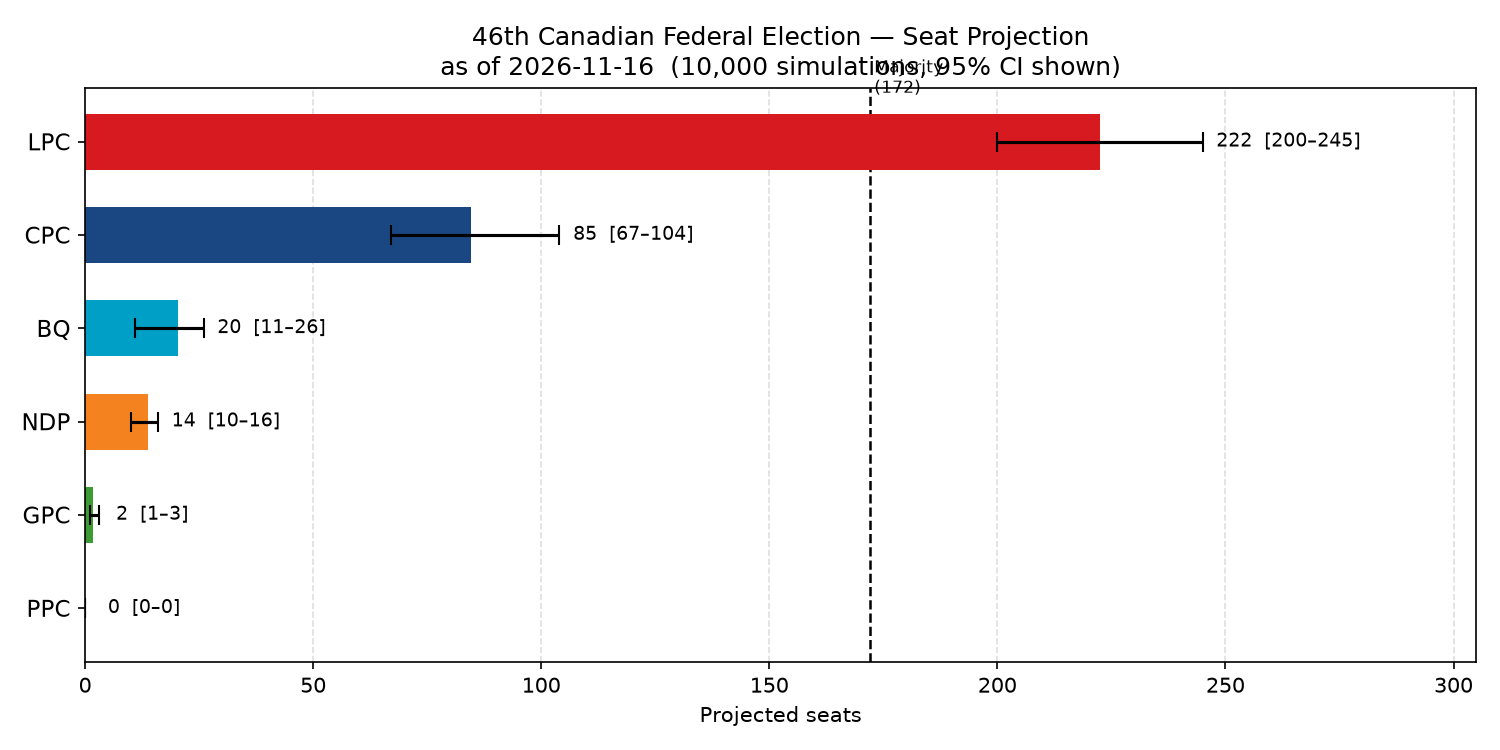 46th Canadian Federal Election — Seat Projection
as of 2026-11-16  (10,000 simulations, 95% CI shown)
Majority
(172)
LPC
222  [200–245]
CPC
85  [67–104]
BQ
20  [11–26]
NDP
14  [10–16]
GPC
2  [1–3]
PPC
0  [0–0]
0 50 100 150 200 250 300
Projected seats